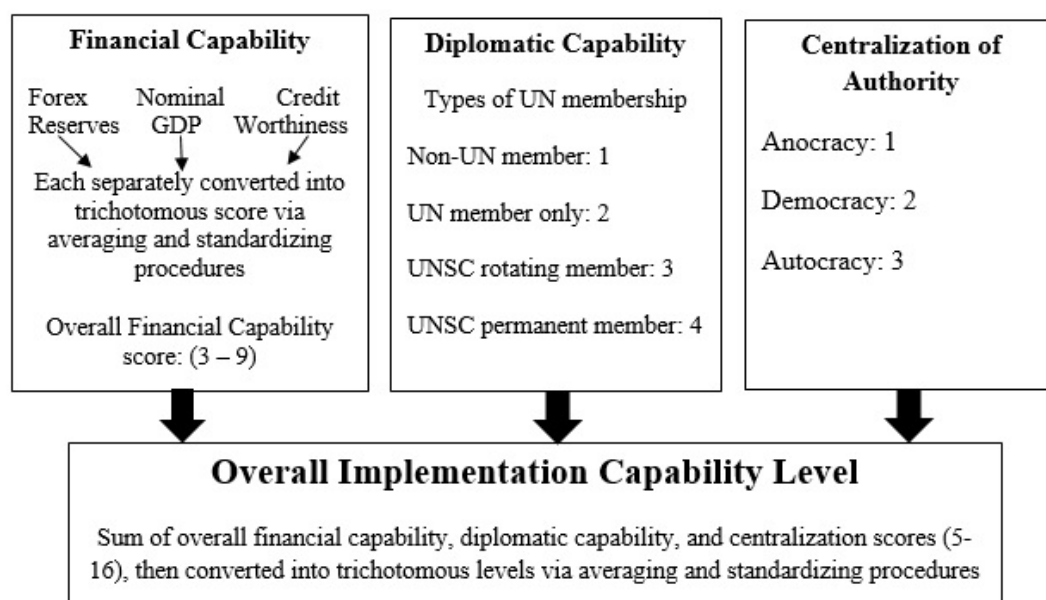 Financial Capability
Forex Nominal Credit
Reserves GDP Worthiness
Each separately converted into
trichotomous score via
averaging and standardizing
procedures
Overall Financial Capability
score: (3 – 9)
Diplomatic Capability
Types of UN membership
Non-UN member: 1
UN member only: 2
UNSC rotating member: 3
UNSC permanent member: 4
Centralization of
Authority
Anocracy: 1
Democracy: 2
Autocracy: 3
Overall Implementation Capability Level
Sum of overall financial capability, diplomatic capability, and centralization scores (5-
16), then converted into trichotomous levels via averaging and standardizing procedures